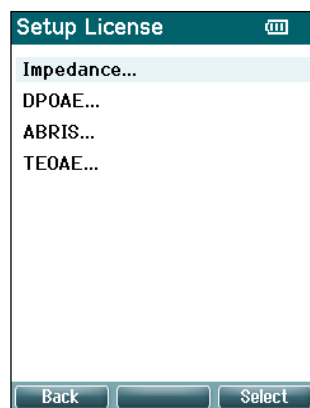 Setup License
Impedance...
DPOAE...
ABRIS...
TEOAE...
Back Select